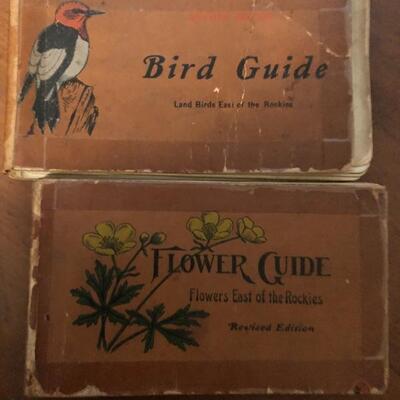 Bird Guide
Land Birds East of the Rockies
FLOWER GUIDE
Flowers East of the Rockies
Revised Edition